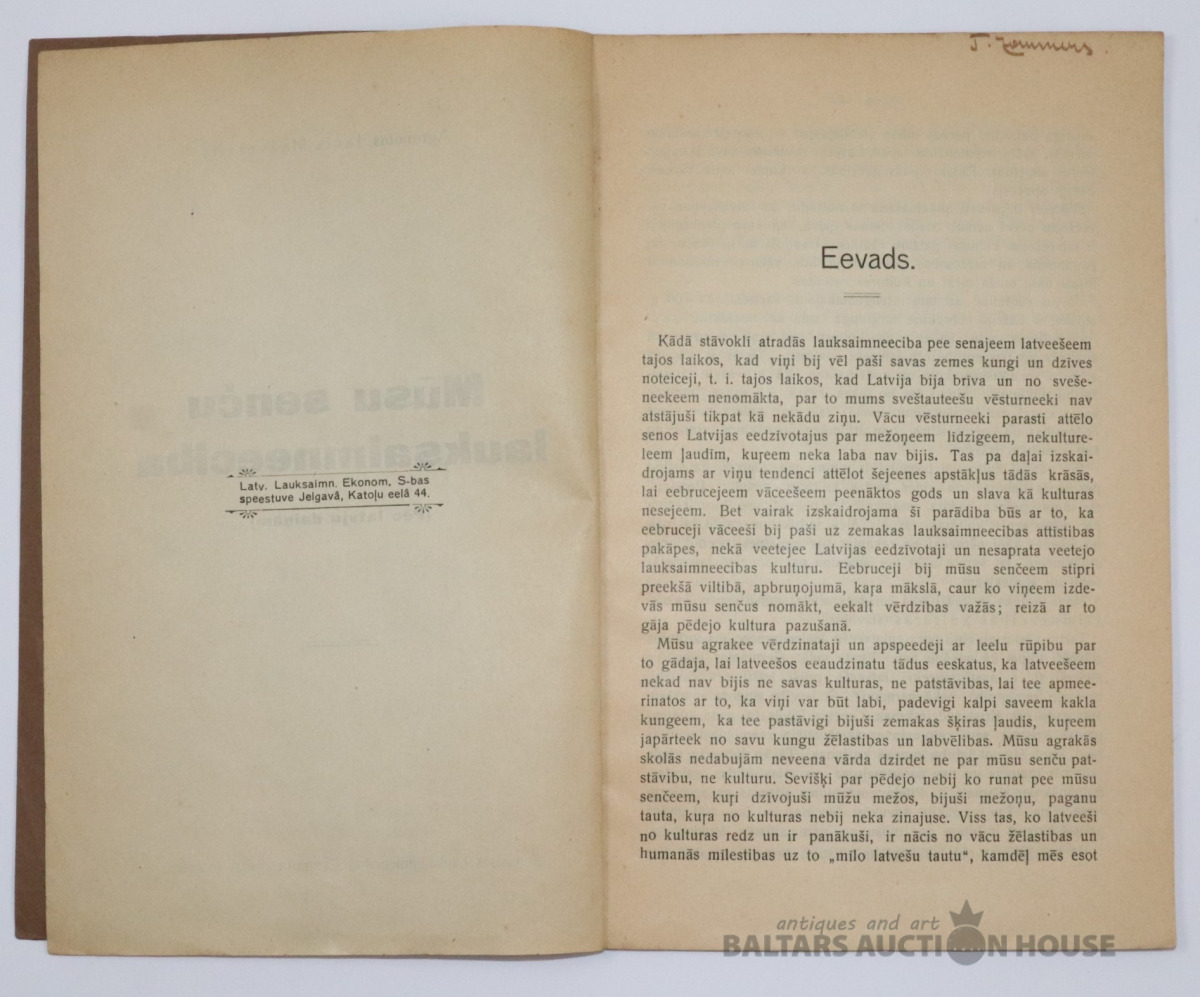 Latv. Lauksaimn. Ekonom. S-bas
speestuve Jelgavâ, Katoļu eelâ 44.
Eevads.
Kādā stāvoklī atradās lauksaimneeciba pee senajeem latveešeem
tajos laikos, kad viņi bij vēl paši savas zemes kungi un dzīves
noteiceji, t. i. tajos laikos, kad Latvija bija brīva un no sveše-
neekeem nenomākta, par to mums sveštauteešu vēsturneeki nav
atstājuši tikpat kā nekādu ziņu. Vācu vēsturneeki parasti attēlo
senos Latvijas eedzīvotajus par mežoņeem līdzigeem, nekulture-
leem ļaudīm, kuŗeem neka laba nav bijis. Tas pa daļai izskai-
drojams ar viņu tendenci attēlot šejeenes apstākļus tādās krāsās,
lai eebrucejeem vāceešeem peenāktos gods un slava kā kulturas
nesejeem. Bet vairak izskaidrojama šī parādiba būs ar to, ka
eebruceji vāceeši bij paši uz zemakas lauksaimneecibas attīstibas
pakāpes, nekā veetejee Latvijas eedzīvotaji un nesaprata veetejo
lauksaimneecibas kulturu. Eebruceji bij mūsu senčeem stipri
preekšā viltībā, apbruņojumā, kaŗa mākslā, caur ko viņeem izde-
vās mūsu senčus nomākt, eekalt vērdzibas važās; reizā ar to
gāja pēdejo kultura pazušanā.
Mūsu agrakee vērdzinataji un apspeedeji ar leelu rūpibu par
to gādaja, lai latveešos eeaudzinatu tādus eeskatus, ka latveešeem
nekad nav bijis ne savas kulturas, ne patstāvibas, lai tee apmee-
rinatos ar to, ka viņi var būt labi, padevigi kalpi saveem kakla
kungeem, ka tee pastāvigi bijuši zemakas šķiras ļaudis, kuŗeem
japārteek no savu kungu žēlastibas un labvēlibas. Mūsu agrakās
skolās nedabujām neveena vārda dzirdet ne par mūsu senču pat-
stāvibu, ne kulturu. Sevišķi par pēdejo nebij ko runat pee mūsu
senčeem, kuŗi dzīvojuši mūžu mežos, bijuši mežoņu, paganu
tauta, kuŗa no kulturas nebij neka zinajuse. Viss tas, ko latveeši
no kulturas redz un ir panākuši, ir nācis no vācu žēlastibas un
humanās milestibas uz to „mīlo latvešu tautu“, kamdēļ mēs esot
antiques and art
BALTARS AUCTION HOUSE